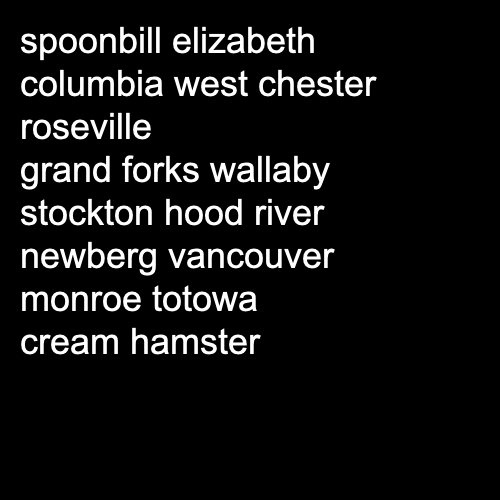 spoonbill elizabeth
columbia west chester
roseville
grand forks wallaby
stockton hood river
newberg vancouver
monroe totowa
cream hamster